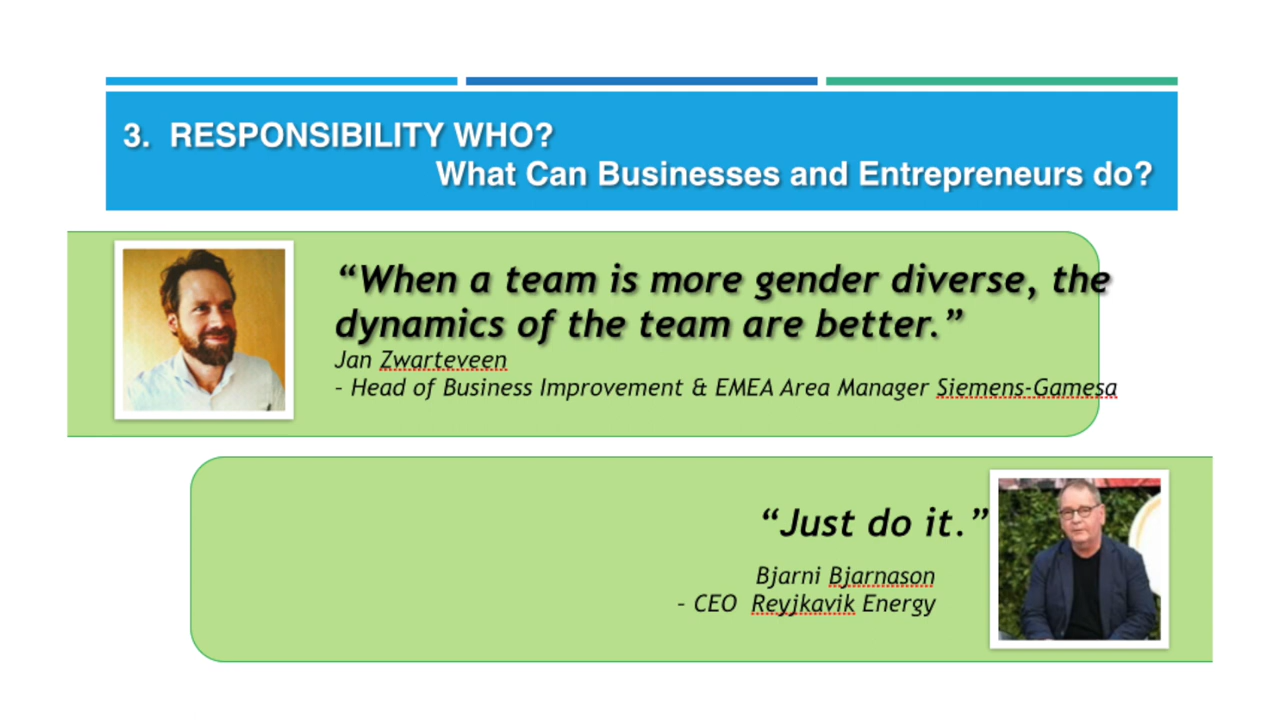 3. RESPONSIBILITY WHO?
What Can Businesses and Entrepreneurs do?
“When a team is more gender diverse, the
dynamics of the team are better.”
Jan Zwarteveen
– Head of Business Improvement & EMEA Area Manager Siemens-Gamesa
“Just do it.”
Bjarni Bjarnason
– CEO Reyjkavik Energy